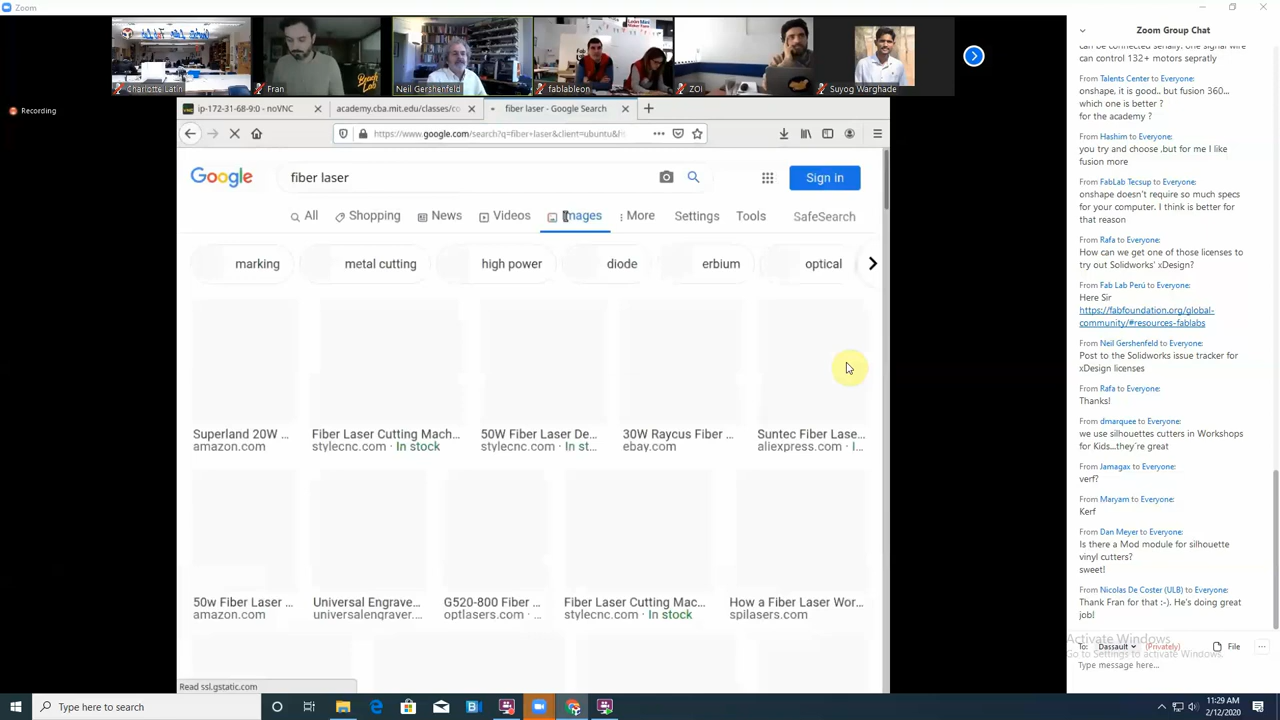 Zoom
Charlotte Latin
Fran
Neil Gershenfeld
fablableon
ZOI
Suyog Warghade
Recording
ip-172-31-68-9:0 - noVNC
academy.cba.mit.edu/classes/co
fiber laser - Google Search
https://www.google.com/search?q=fiber+laser&client=ubuntu&
Google
fiber laser
Sign in
All
Shopping
News
Videos
Images
More
Settings
Tools
SafeSearch
marking
metal cutting
high power
diode
erbium
optical
Superland 20W ...
amazon.com
Fiber Laser Cutting Mach...
stylecnc.com · In stock
50W Fiber Laser De...
stylecnc.com · In st...
30W Raycus Fiber ...
ebay.com
Suntec Fiber Lase...
aliexpress.com · I...
50w Fiber Laser ...
amazon.com
Universal Engrave...
universalengraver...
G520-800 Fiber ...
optlasers.com · ...
Fiber Laser Cutting Mac...
stylecnc.com · In stock
How a Fiber Laser Wor...
spilasers.com
Read ssl.gstatic.com
Zoom Group Chat
can be connected serially. one signal wire
can control 132+ motors sepratly
From Talents Center to Everyone:
onshape, it is good.. but fusion 360...
which one is better ?
for the academy ?
From Hashim to Everyone:
you try and choose .but for me I like
fusion more
From FabLab Tecsup to Everyone:
onshape doesn't require so much specs
for your computer. I think is better for
that reason
From Rafa to Everyone:
How can we get one of those licenses to
try out Solidworks' xDesign?
From Fab Lab Perú to Everyone:
Here Sir
https://fabfoundation.org/global-
community/#resources-fablabs
From Neil Gershenfeld to Everyone:
Post to the Solidworks issue tracker for
xDesign licenses
From Rafa to Everyone:
Thanks!
From dmarquee to Everyone:
we use silhouettes cutters in Workshops
for Kids...they´re great
From Jamagax to Everyone:
verf?
From Maryam to Everyone:
Kerf
From Dan Meyer to Everyone:
Is there a Mod module for silhouette
vinyl cutters?
sweet!
From Nicolas De Coster (ULB) to Everyone:
Thank Fran for that :-). He's doing great
job!
Activate Windows
Go to Settings to activate Windows.
To: Dassault (Privately)
File
Type message here...
Type here to search
11:29 AM
2/12/2020